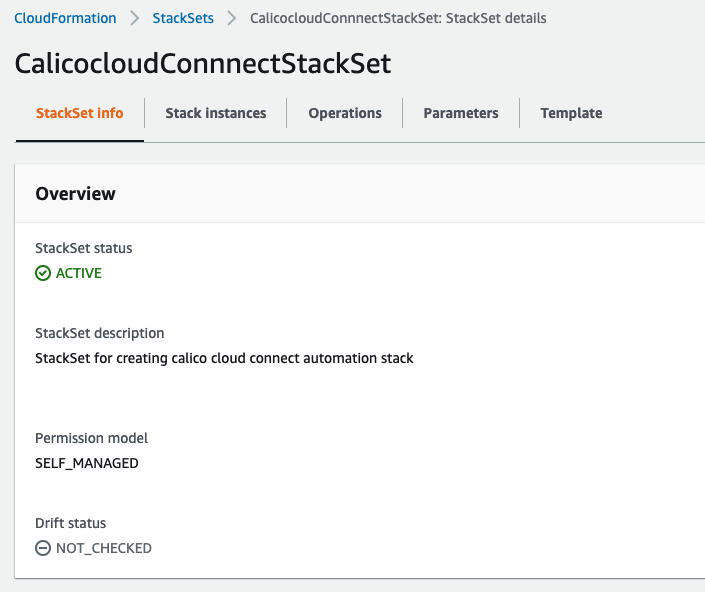 CloudFormation > StackSets > CalicocloudConnnectStackSet: StackSet details
CalicocloudConnnectStackSet
StackSet info Stack instances Operations Parameters Template
Overview
StackSet status
ACTIVE
StackSet description
StackSet for creating calico cloud connect automation stack
Permission model
SELF_MANAGED
Drift status
NOT_CHECKED